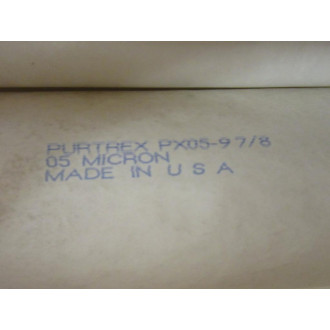 PURTREX PX05-9 7/8
05 MICRON
MADE IN U S A